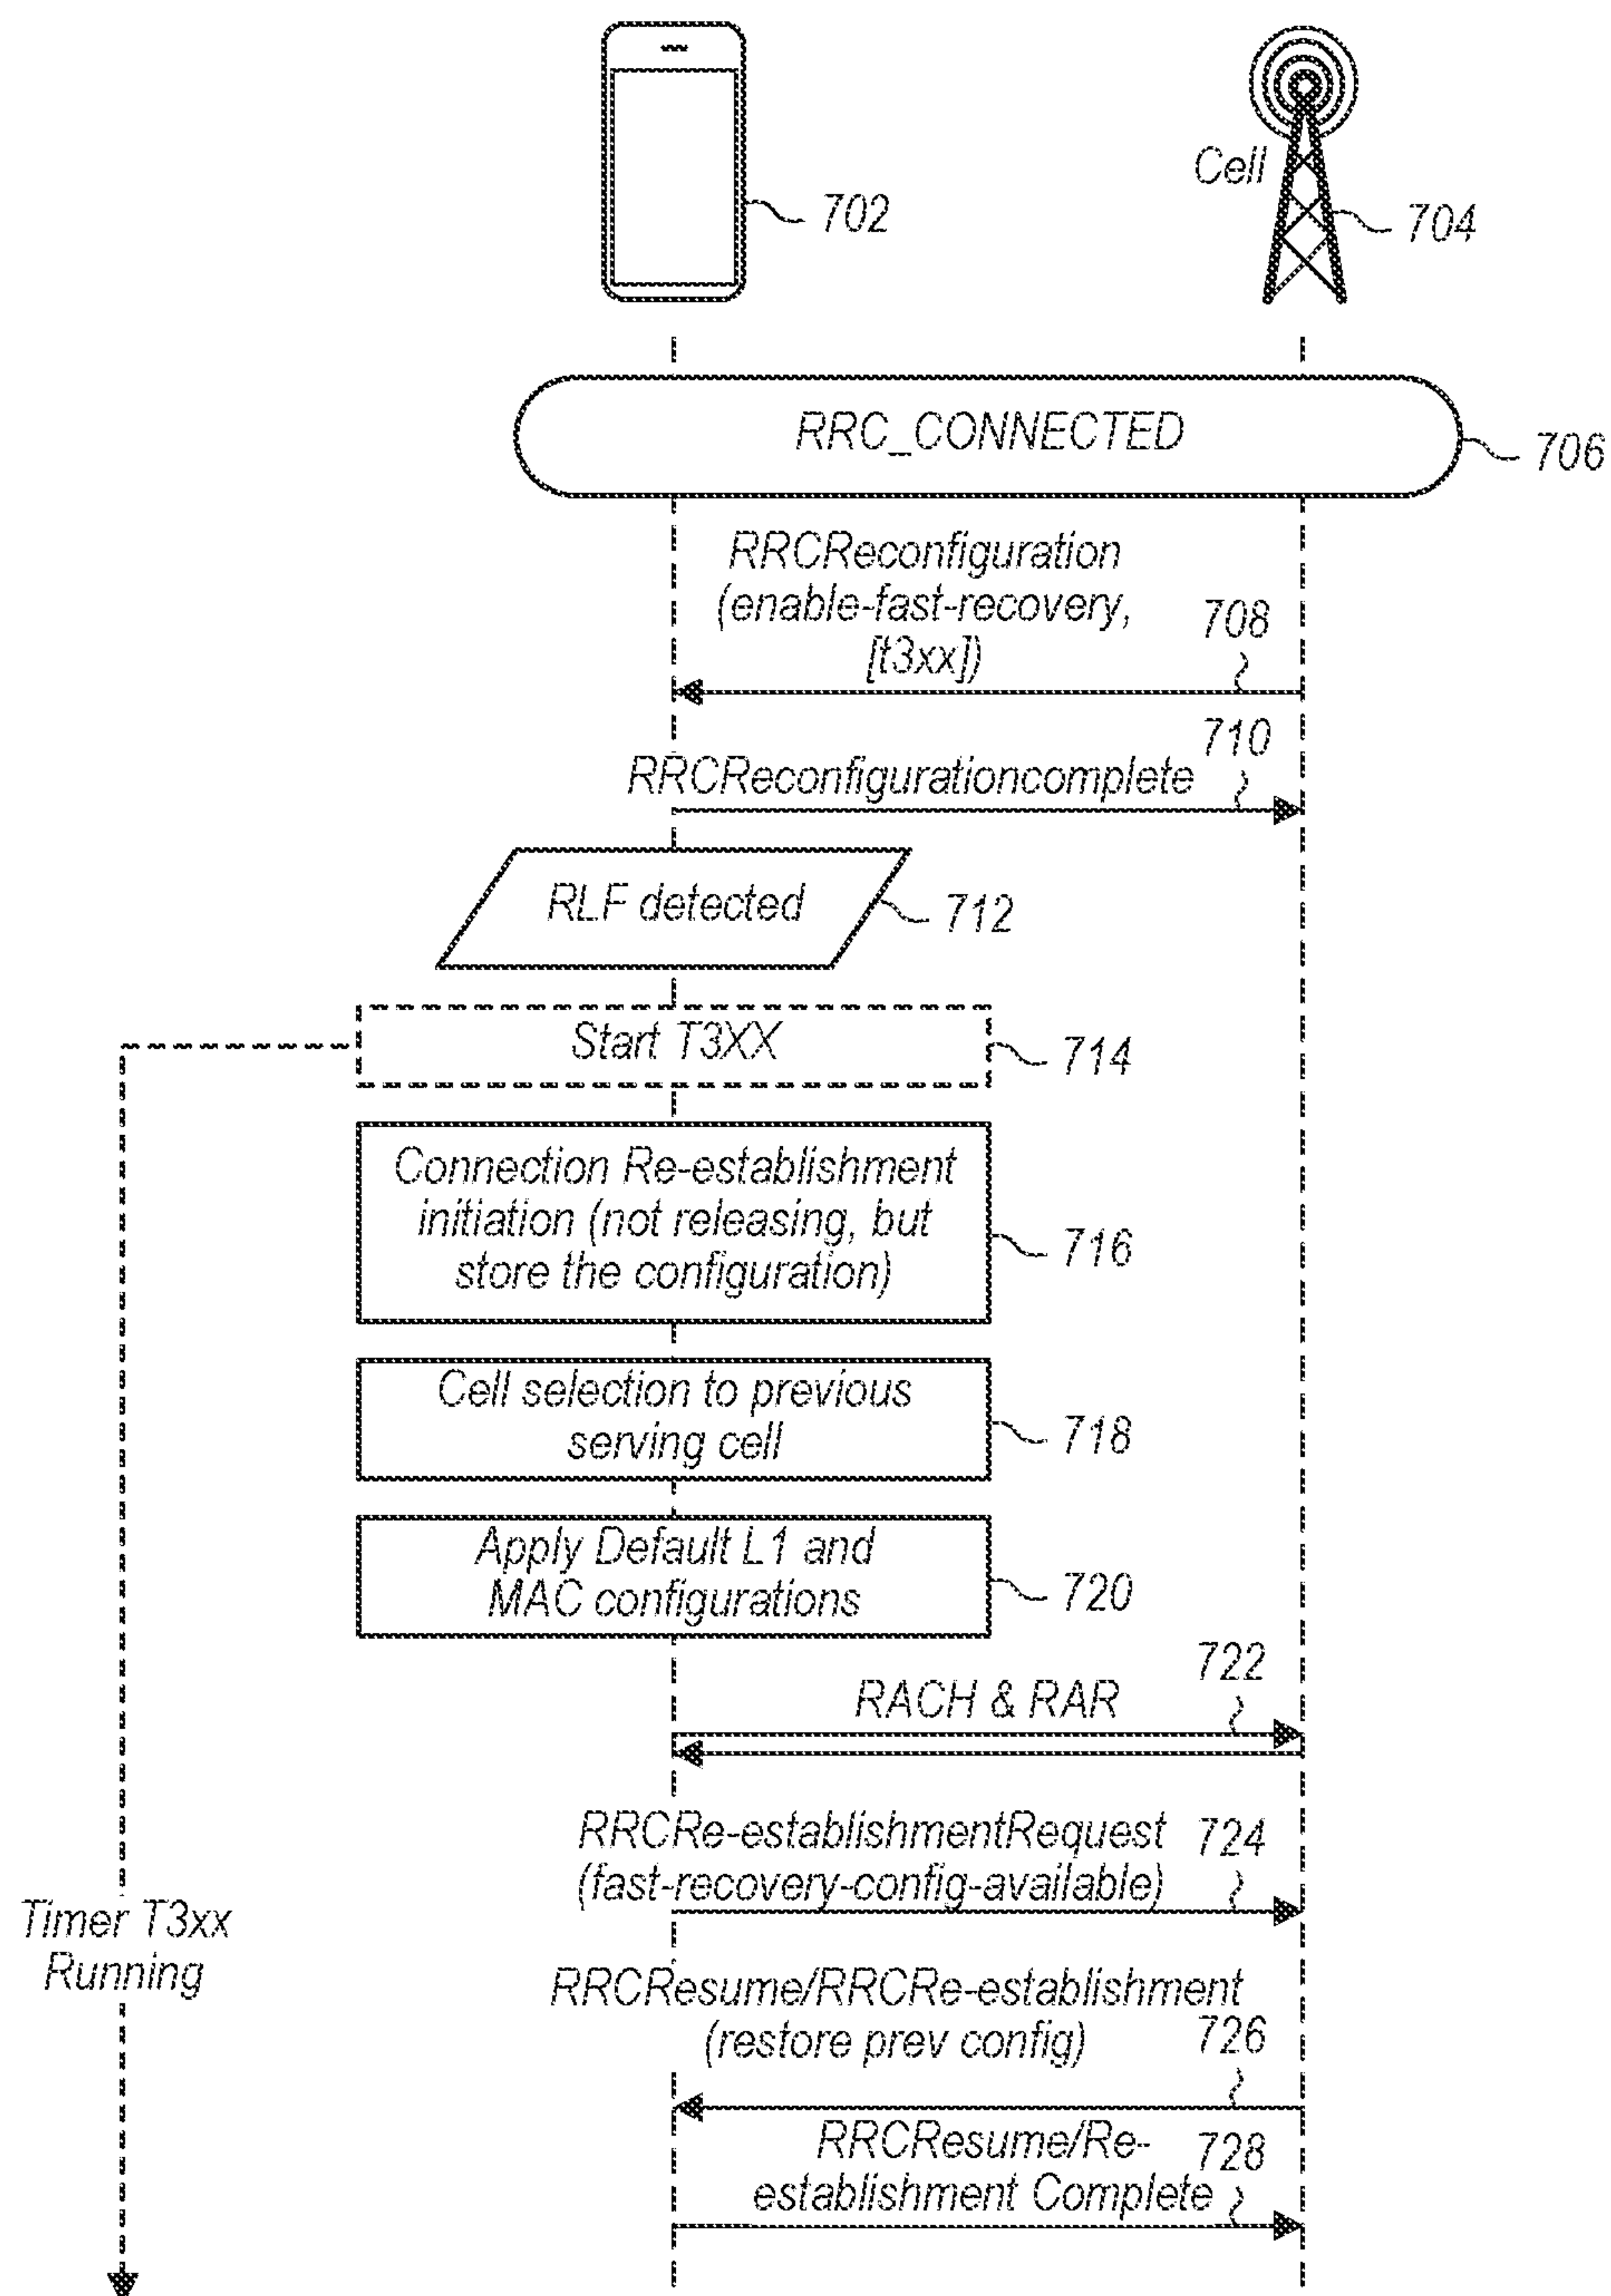 Cell
702
704
RRC_CONNECTED
706
RRCReconfiguration
(enable-fast-recovery,
[t3xx])
708
710
RRCReconfigurationcomplete
RLF detected
712
Start T3XX
714
Connection Re-establishment
initiation (not releasing, but
store the configuration)
716
Cell selection to previous
serving cell
718
Apply Default L1 and
MAC configurations
720
722
RACH & RAR
RRCRe-establishmentRequest
(fast-recovery-config-available)
724
Timer T3xx
Running
RRCResume/RRCRe-establishment
(restore prev config)
726
RRCResume/Re-
establishment Complete
728